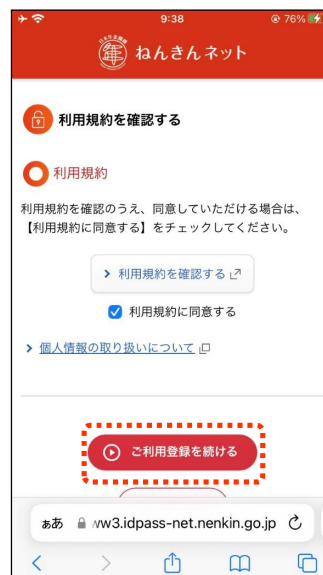 9:38
76%
ねんきんネット
利用規約を確認する
利用規約
利用規約を確認のうえ、同意していただける場合は、
【利用規約に同意する】をチェックしてください。
利用規約を確認する
利用規約に同意する
個人情報の取り扱いについて
ご利用登録を続ける
ぁあ
ww3.idpass-net.nenkin.go.jp